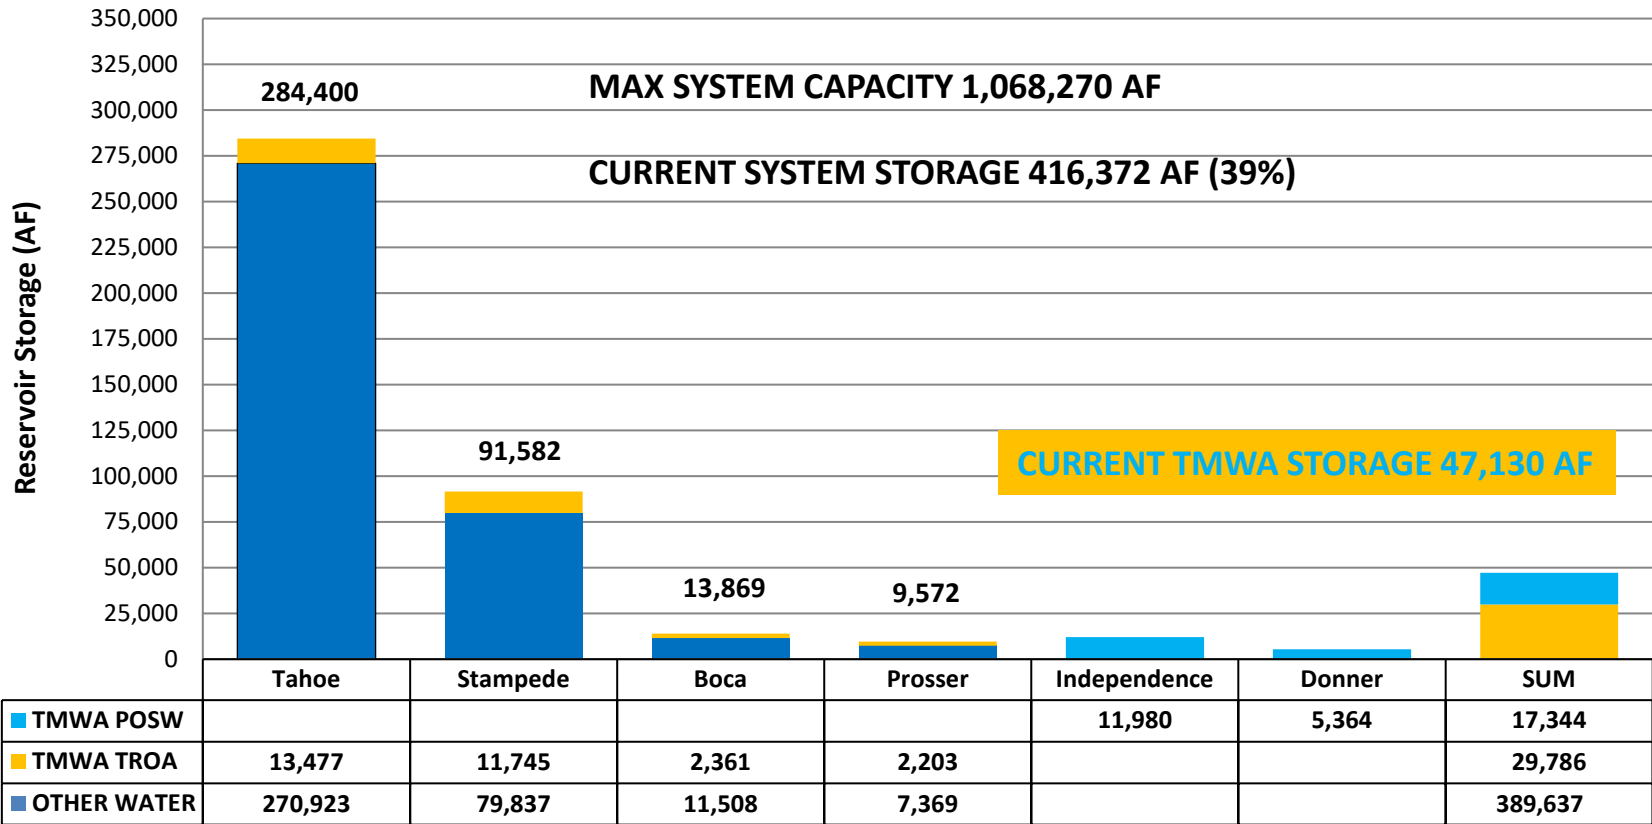 350,000
325,000
300,000
275,000
250,000
225,000
200,000
175,000
150,000
125,000
100,000
75,000
50,000
25,000
0
Reservoir Storage (AF)
MAX SYSTEM CAPACITY 1,068,270 AF
CURRENT SYSTEM STORAGE 416,372 AF (39%)
CURRENT TMWA STORAGE 47,130 AF
284,400
91,582
13,869
9,572
Tahoe Stampede Boca Prosser Independence Donner SUM
TMWA POSW 11,980 5,364 17,344
TMWA TROA 13,477 11,745 2,361 2,203 29,786
OTHER WATER 270,923 79,837 11,508 7,369 389,637